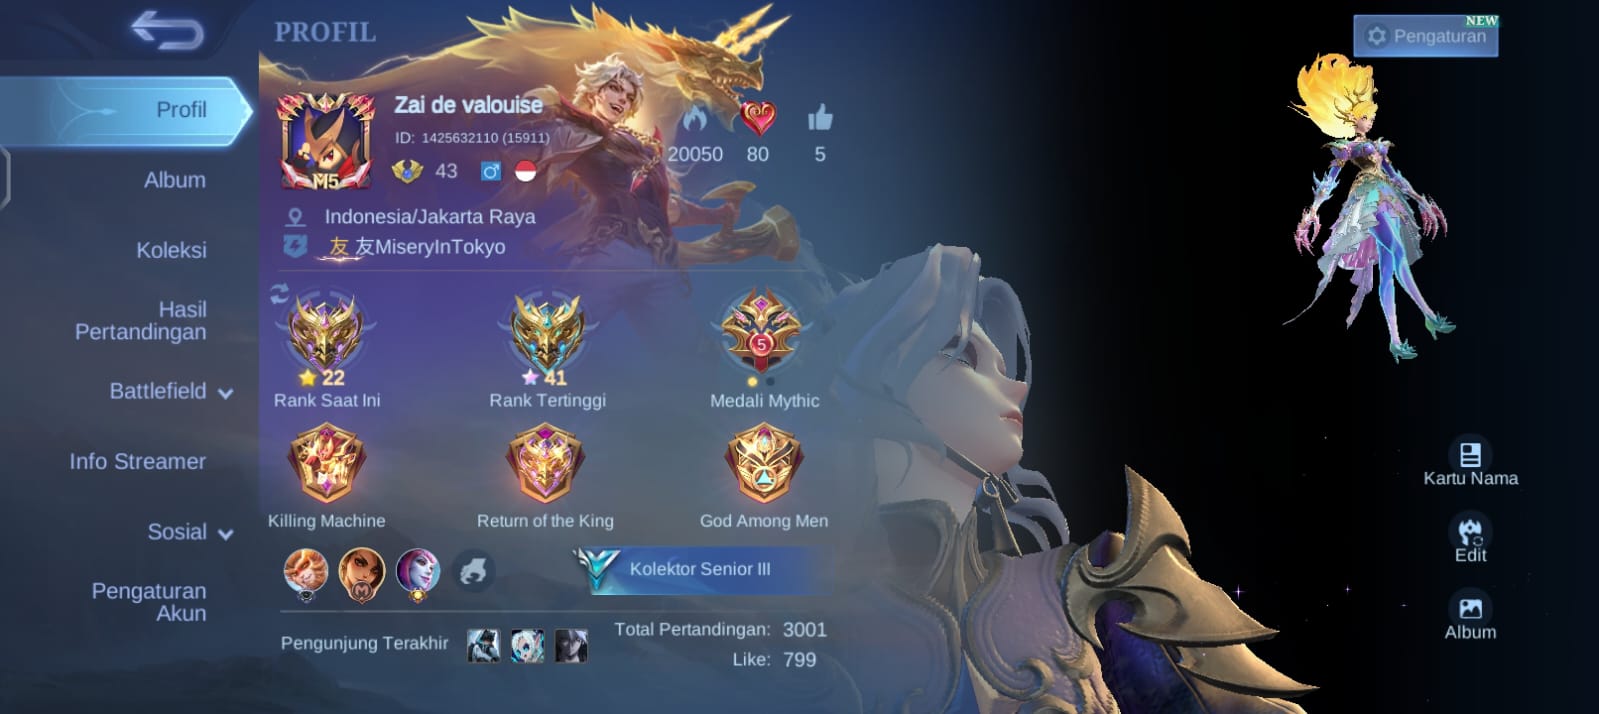 PROFIL
NEW
Pengaturan
Profil
Album
Koleksi
Hasil
Pertandingan
Battlefield
Info Streamer
Sosial
Pengaturan
Akun
M5
Zai de valouise
ID: 1425632110 (15911)
43
20050
80
5
Indonesia/Jakarta Raya
友 友MiseryInTokyo
22
Rank Saat Ini
41
Rank Tertinggi
5
Medali Mythic
Killing Machine
Return of the King
God Among Men
M
Kolektor Senior III
Pengunjung Terakhir
Total Pertandingan: 3001
Like: 799
Kartu Nama
Edit
Album